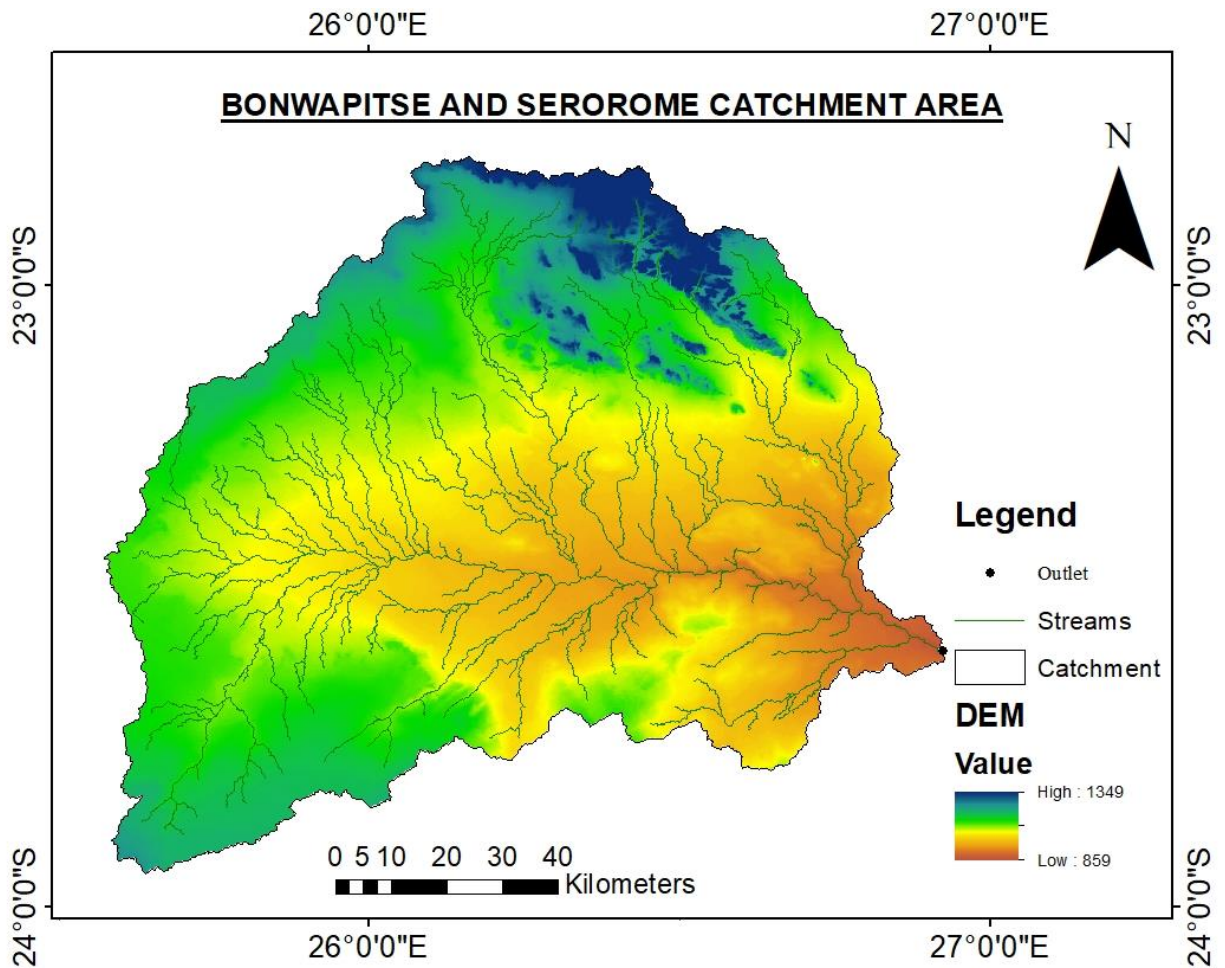 26°0'0"E 27°0'0"E
BONWAPITSE AND SEROROME CATCHMENT AREA
N
23°0'0"S 23°0'0"S
Legend
Outlet
Streams
Catchment
DEM
Value
High : 1349
Low : 859
0 5 10 20 30 40
Kilometers
24°0'0"S 24°0'0"S
26°0'0"E 27°0'0"E